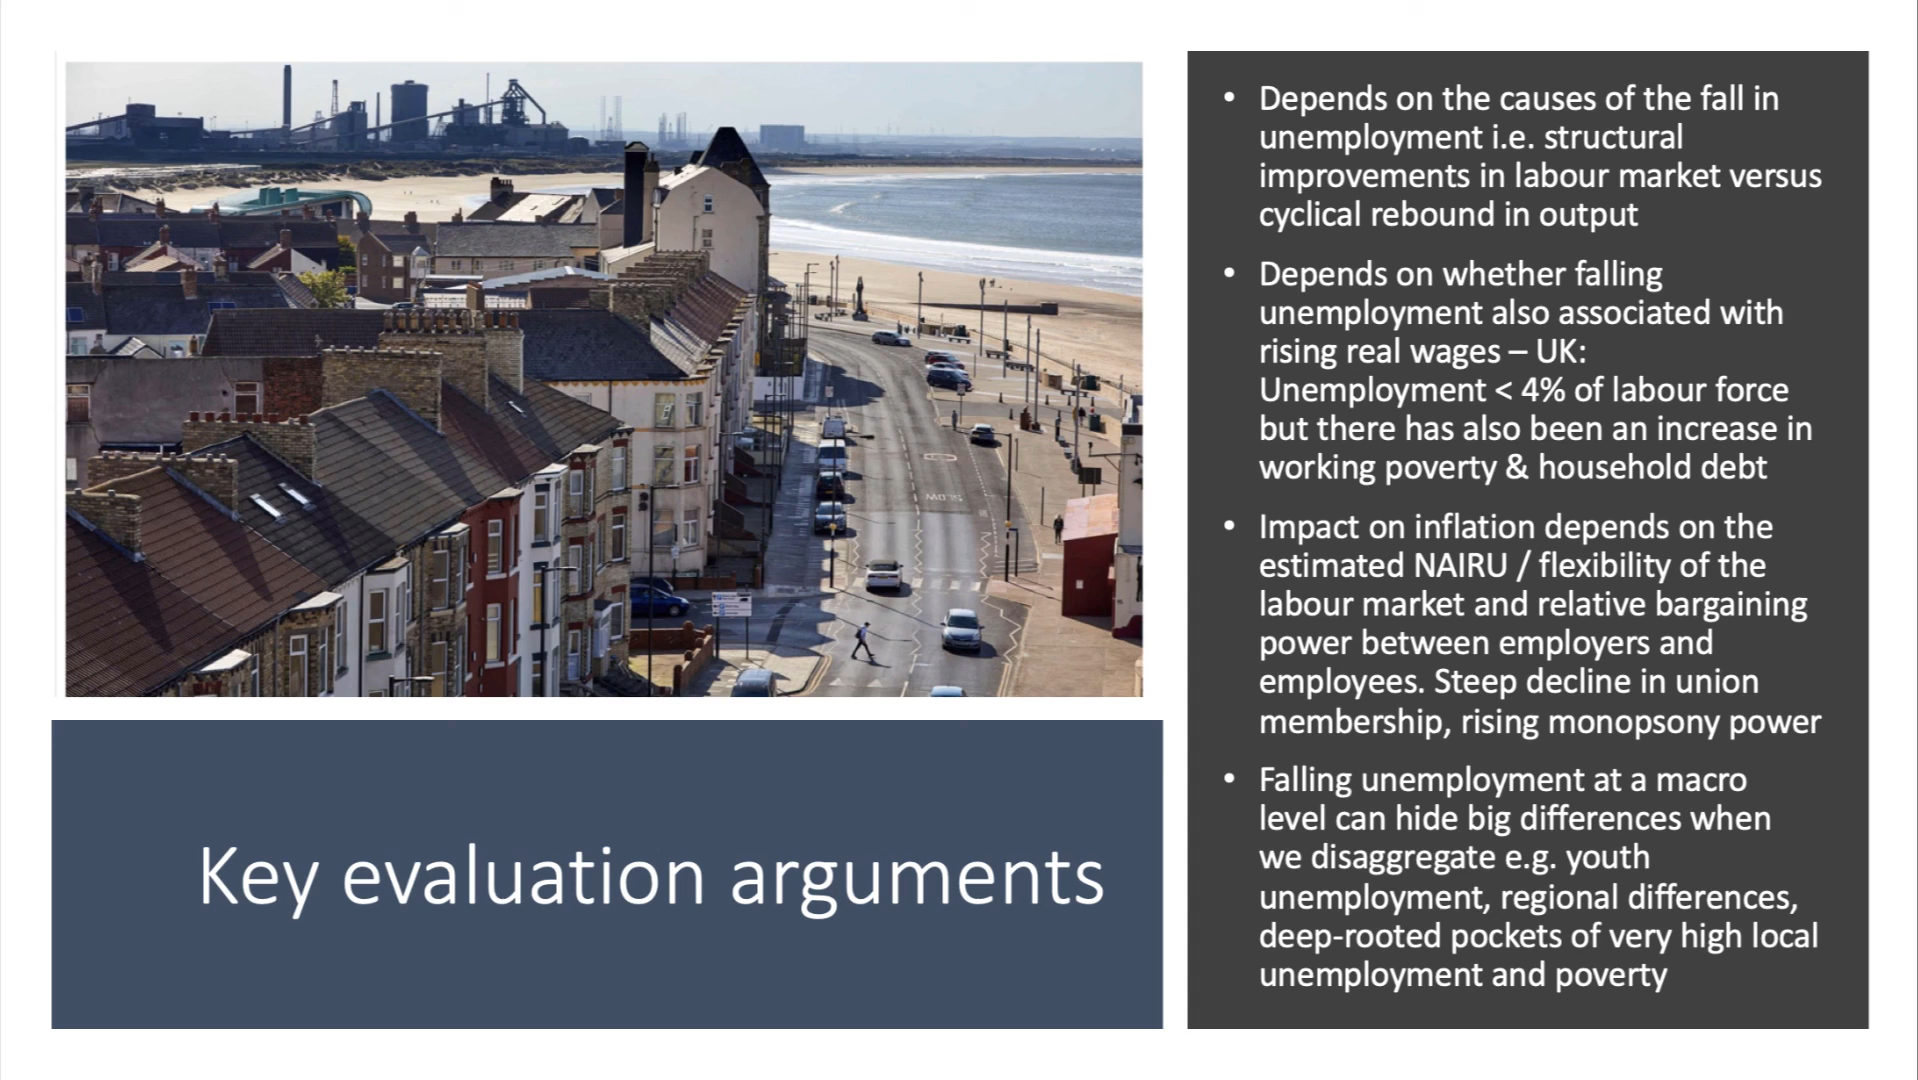 • Depends on the causes of the fall in
unemployment i.e. structural
improvements in labour market versus
cyclical rebound in output
• Depends on whether falling
unemployment also associated with
rising real wages – UK:
Unemployment < 4% of labour force
but there has also been an increase in
working poverty & household debt
• Impact on inflation depends on the
estimated NAIRU / flexibility of the
labour market and relative bargaining
power between employers and
employees. Steep decline in union
membership, rising monopsony power
• Falling unemployment at a macro
level can hide big differences when
we disaggregate e.g. youth
unemployment, regional differences,
deep-rooted pockets of very high local
unemployment and poverty
SLOW
Key evaluation arguments